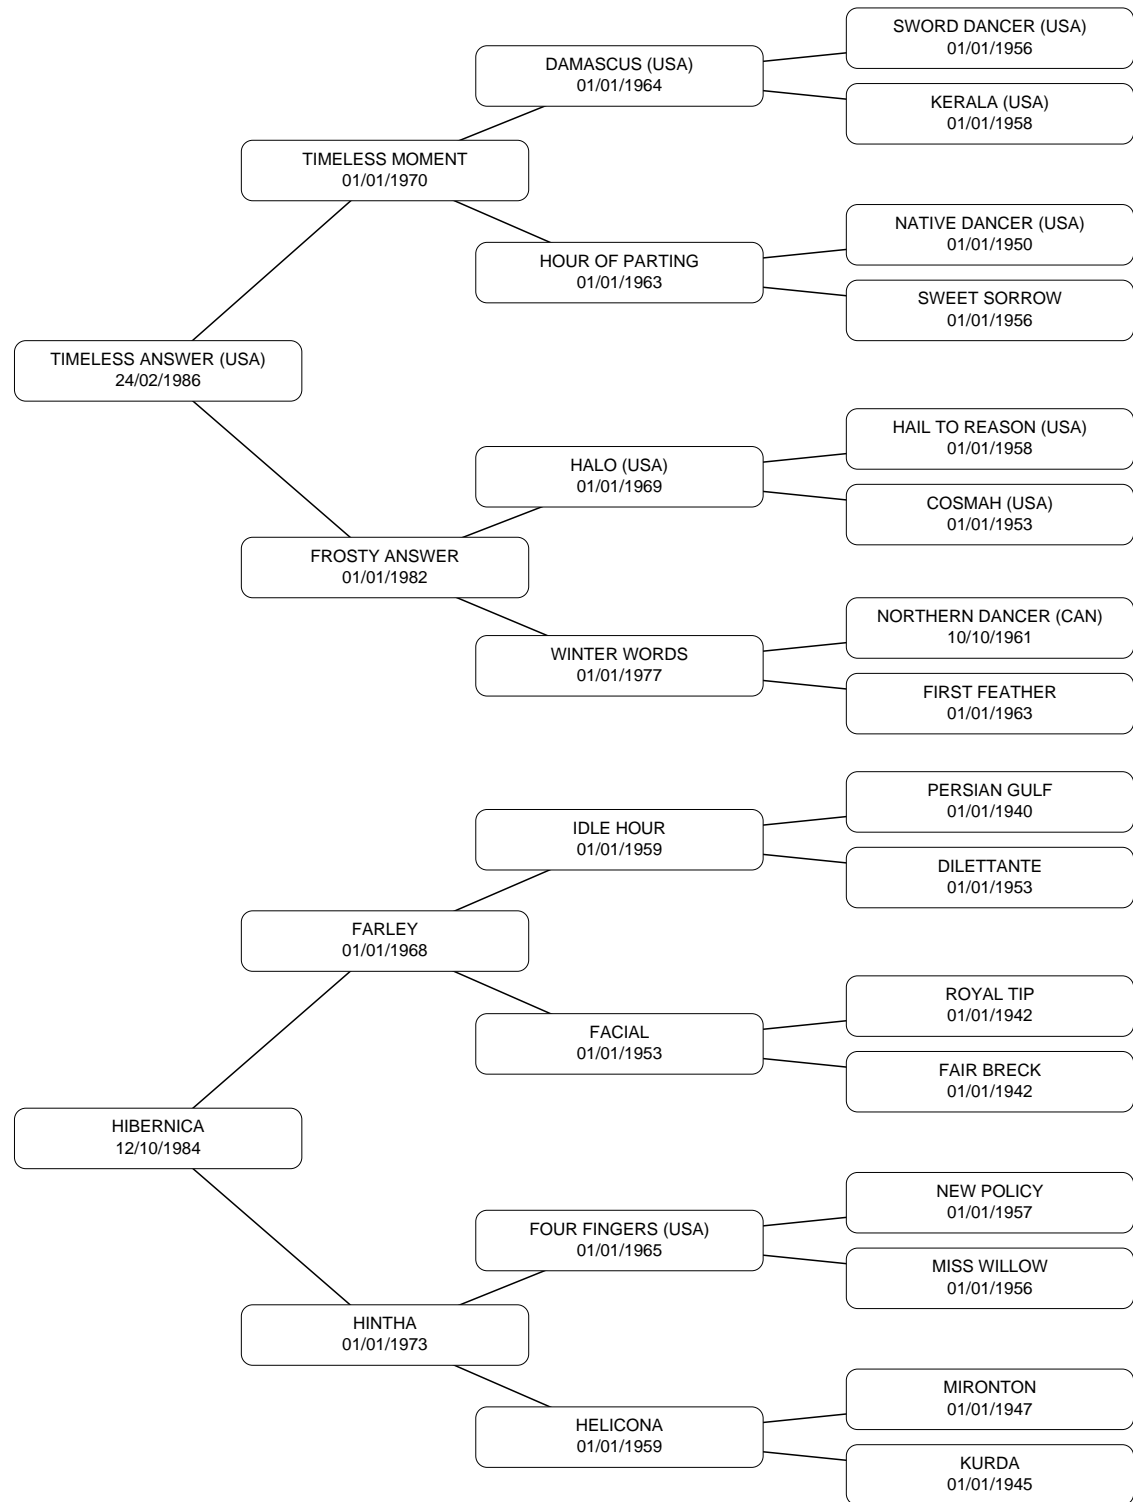 SWORD DANCER (USA)
01/01/1956
DAMASCUS (USA)
01/01/1964
KERALA (USA)
01/01/1958
TIMELESS MOMENT
01/01/1970
NATIVE DANCER (USA)
01/01/1950
HOUR OF PARTING
01/01/1963
SWEET SORROW
01/01/1956
TIMELESS ANSWER (USA)
24/02/1986
HAIL TO REASON (USA)
01/01/1958
HALO (USA)
01/01/1969
COSMAH (USA)
01/01/1953
FROSTY ANSWER
01/01/1982
NORTHERN DANCER (CAN)
10/10/1961
WINTER WORDS
01/01/1977
FIRST FEATHER
01/01/1963
PERSIAN GULF
01/01/1940
IDLE HOUR
01/01/1959
DILETTANTE
01/01/1953
FARLEY
01/01/1968
ROYAL TIP
01/01/1942
FACIAL
01/01/1953
FAIR BRECK
01/01/1942
HIBERNICA
12/10/1984
NEW POLICY
01/01/1957
FOUR FINGERS (USA)
01/01/1965
MISS WILLOW
01/01/1956
HINTHA
01/01/1973
MIRONTON
01/01/1947
HELICONA
01/01/1959
KURDA
01/01/1945